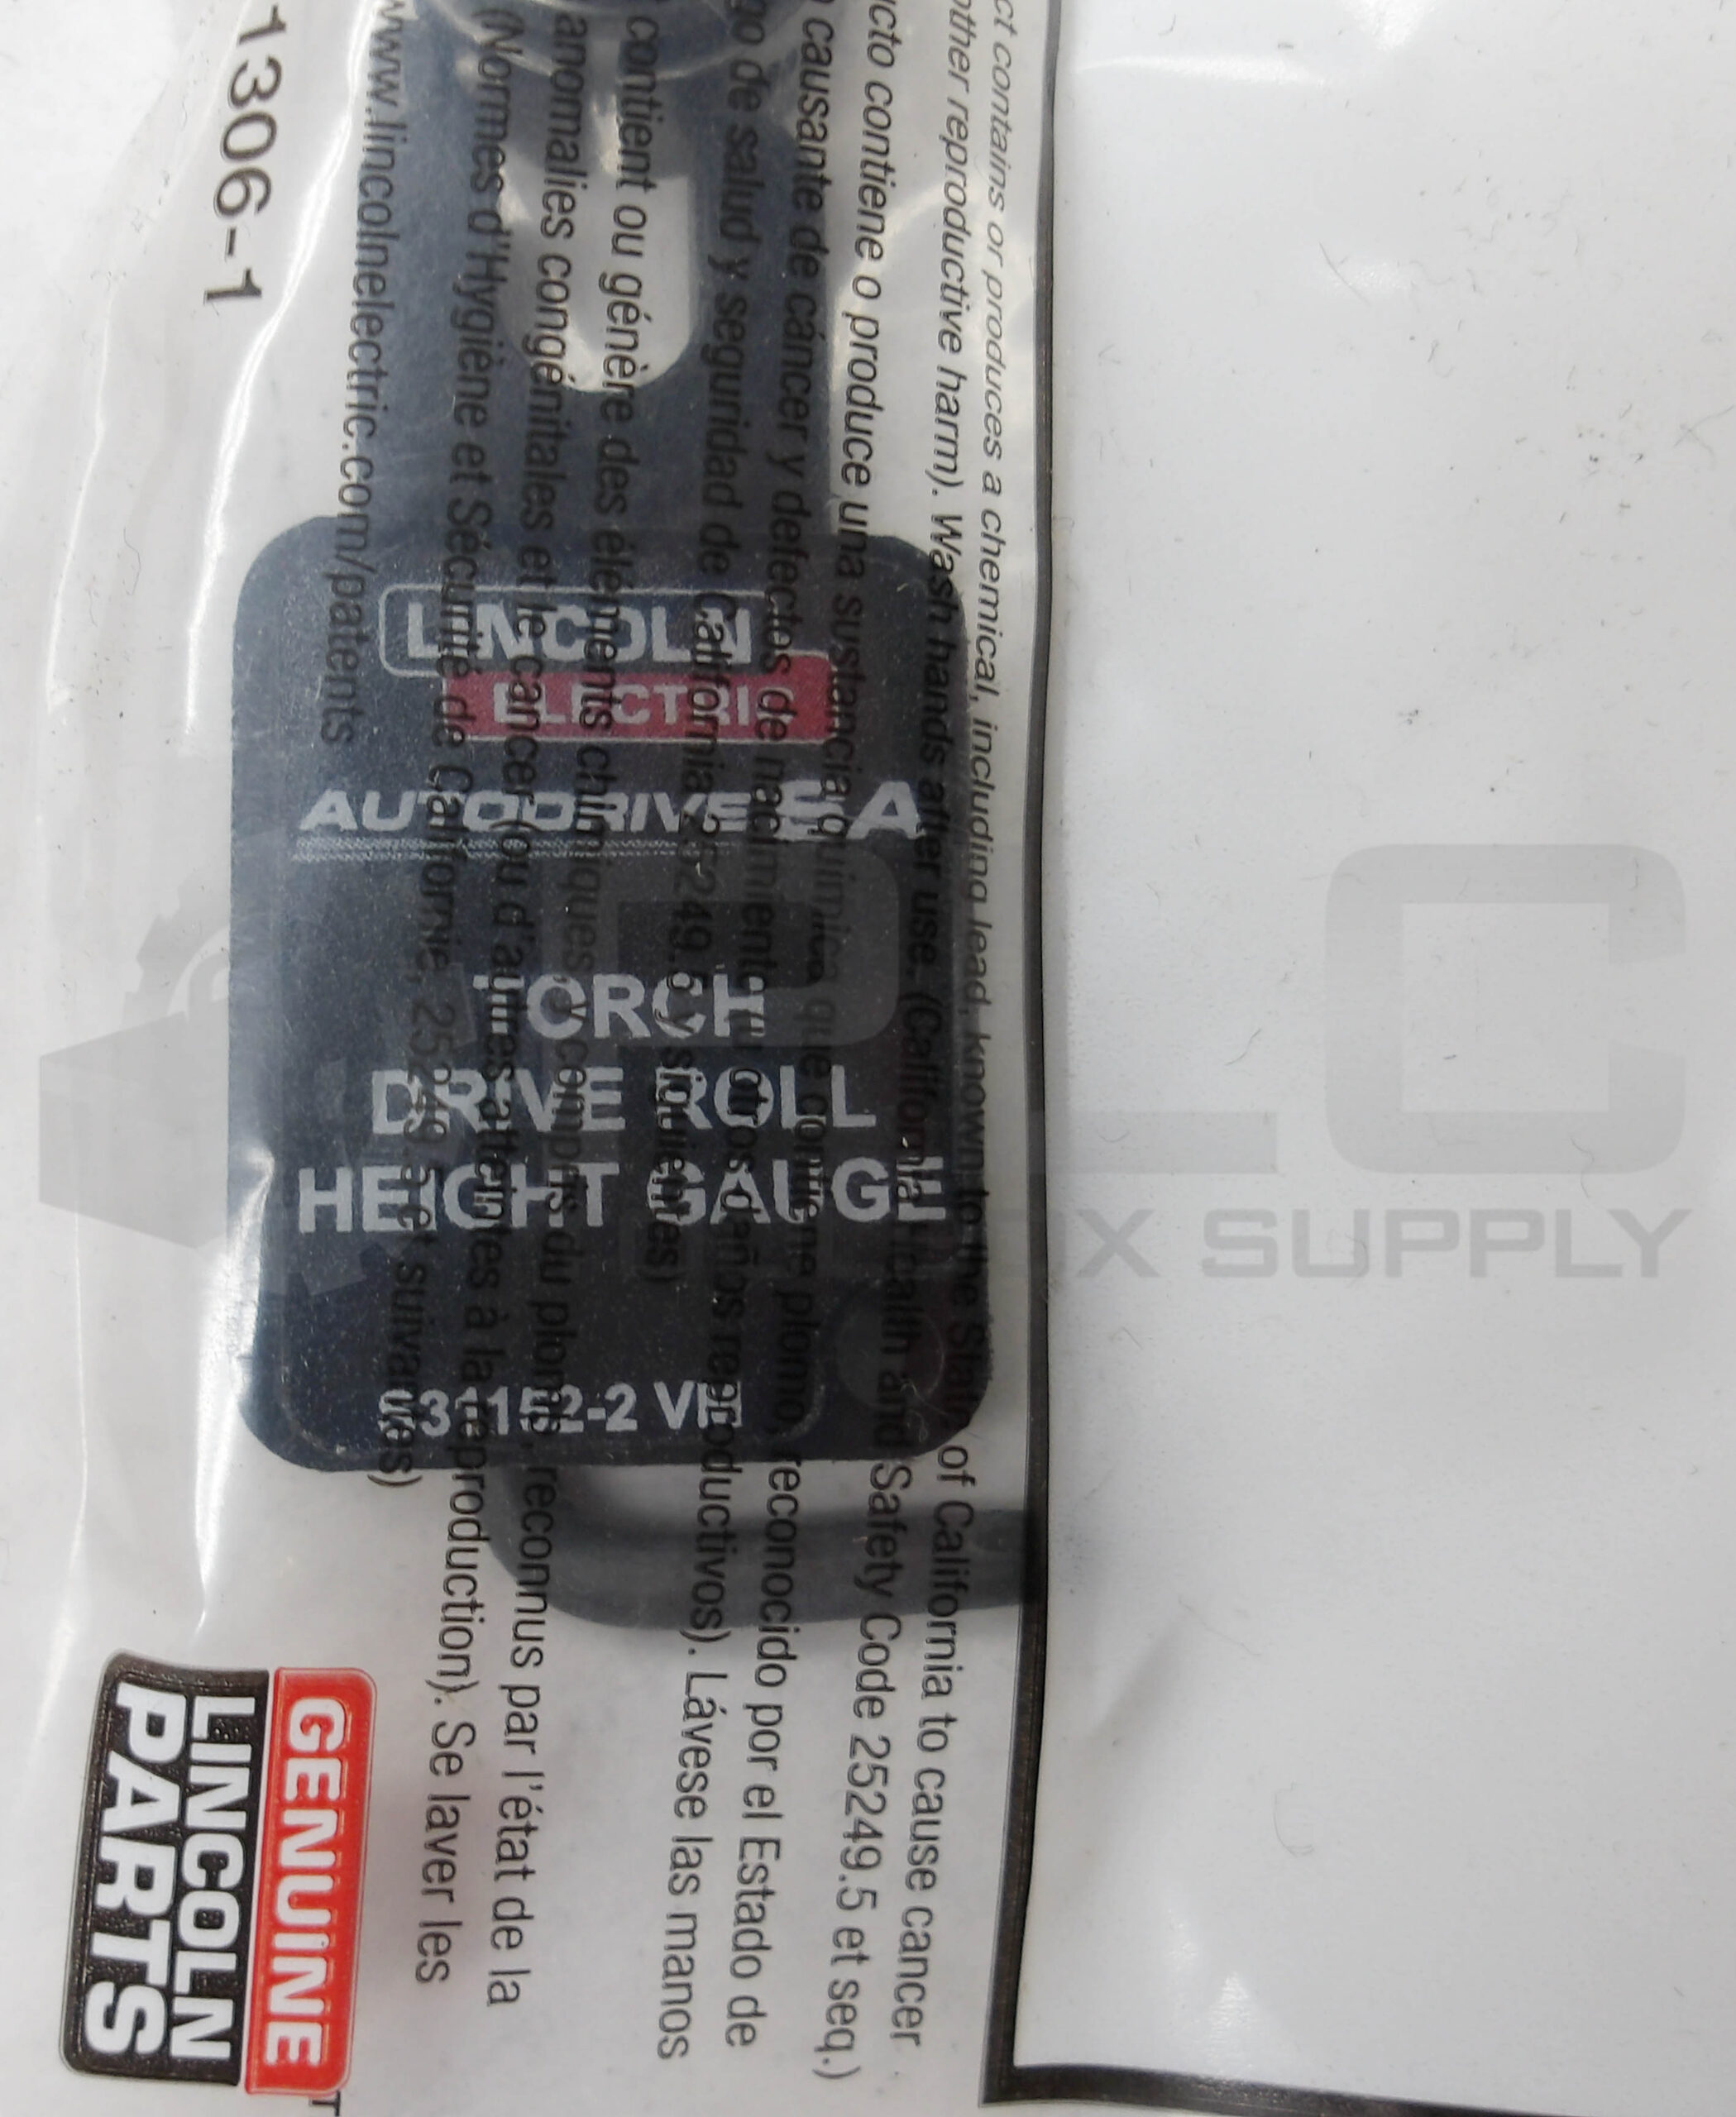 LINCOLN
ELECTRIC
AUTODRIVE SA
TORCH
DRIVE ROLL
HEIGHT GAUGE
ct contains or produces a chemical, including lead, known to the State of California to cause cancer
other reproductive harm). Wash hands after use. (California Health and Safety Code 25249.5 et seq.)
ucto contiene o produce una sustancia química que contiene plomo, reconocido por el Estado de
causante de cáncer y defectos de nacimiento u otros daños reproductivos). Lávese las manos
go de salud y seguridad de California 25249.5 y siguientes)
contient ou génère des éléments chimiques, y compris du plomb, reconnus par l'état de la
anomalies congénitales et le cancer (ou d'autres atteintes à la reproduction). Se laver les
(Normes d'Hygiène et Sécurité de Californie, 25249.5 et suivantes)
www.lincolnelectric.com/patents
1306-1
GENUINE
LINCOLN
PARTS
PLC
SUPPLY